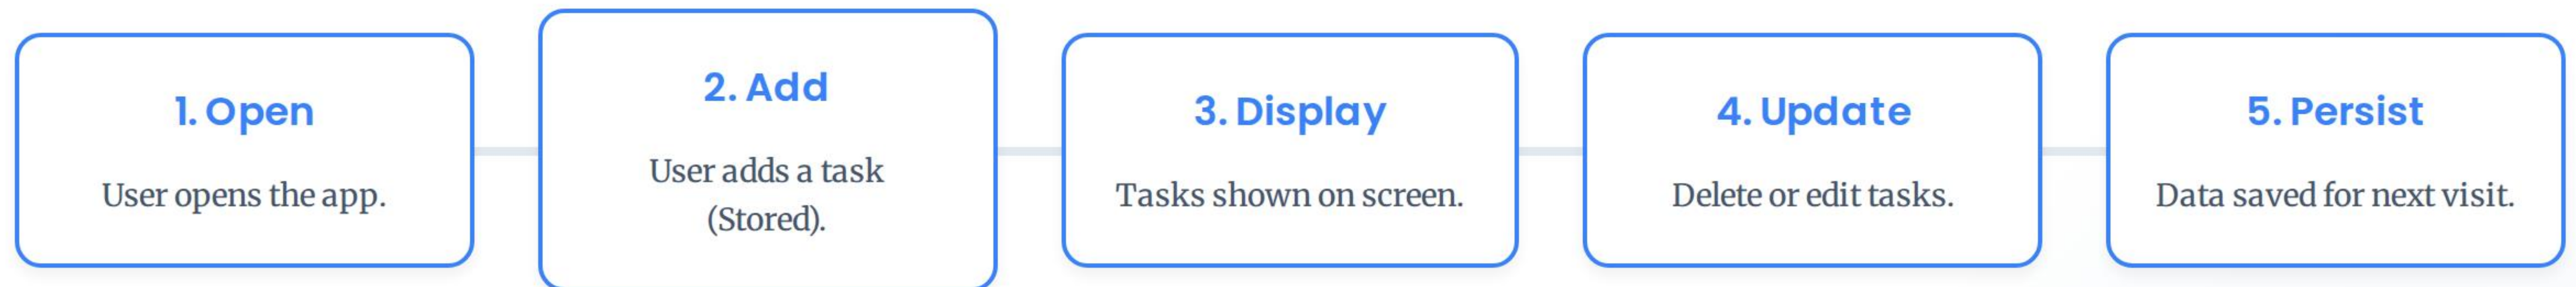 1. Open
User opens the app.
2. Add
User adds a task
(Stored).
3. Display
Tasks shown on screen.
4. Update
Delete or edit tasks.
5. Persist
Data saved for next visit.